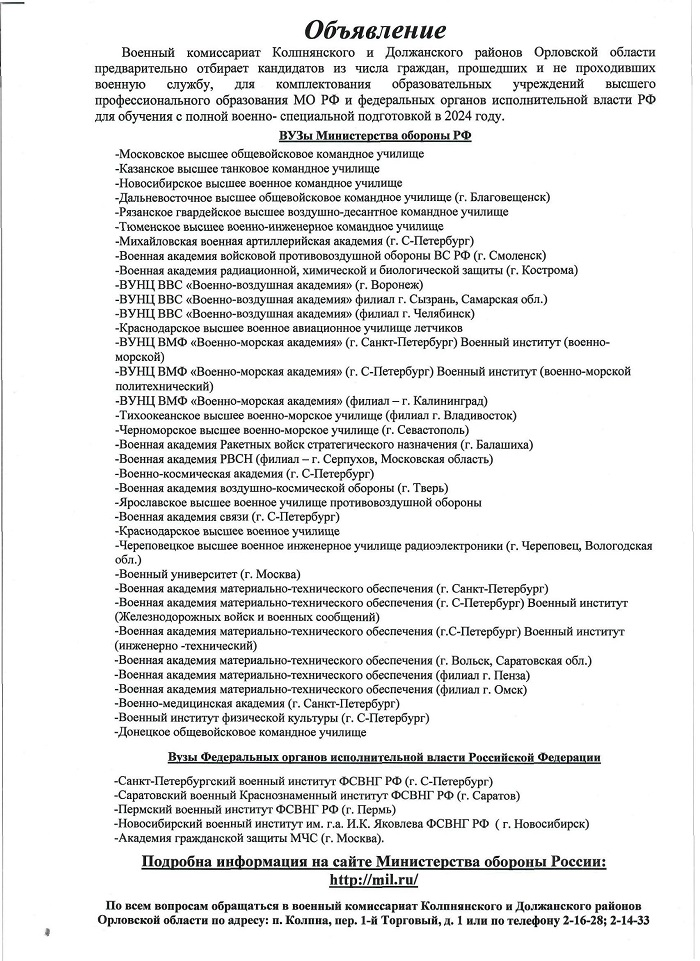 Объявление
Военный комиссариат Колпнянского и Должанского районов Орловской области
предварительно отбирает кандидатов из числа граждан, прошедших и не проходивших
военную службу, для комплектования образовательных учреждений высшего
профессионального образования МО РФ и федеральных органов исполнительной власти РФ
для обучения с полной военно- специальной подготовкой в 2024 году.
ВУЗы Министерства обороны РФ
-Московское высшее общевойсковое командное училище
-Казанское высшее танковое командное училище
-Новосибирское высшее военное командное училище
-Дальневосточное высшее общевойсковое командное училище (г. Благовещенск)
-Рязанское гвардейское высшее воздушно-десантное командное училище
-Тюменское высшее военно-инженерное командное училище
-Михайловская военная артиллерийская академия (г. С-Петербург)
-Военная академия войсковой противовоздушной обороны ВС РФ (г. Смоленск)
-Военная академия радиационной, химической и биологической защиты (г. Кострома)
-ВУНЦ ВВС «Военно-воздушная академия» (г. Воронеж)
-ВУНЦ ВВС «Военно-воздушная академия» филиал г. Сызрань, Самарская обл.)
-ВУНЦ ВВС «Военно-воздушная академия» (филиал г. Челябинск)
-Краснодарское высшее военное авиационное училище летчиков
-ВУНЦ ВМФ «Военно-морская академия» (г. Санкт-Петербург) Военный институт (военно-
морской)
-ВУНЦ ВМФ «Военно-морская академия» (г. С-Петербург) Военный институт (военно-морской
политехнический)
-ВУНЦ ВМФ «Военно-морская академия» (филиал – г. Калининград)
-Тихоокеанское высшее военно-морское училище (филиал г. Владивосток)
-Черноморское высшее военно-морское училище (г. Севастополь)
-Военная академия Ракетных войск стратегического назначения (г. Балашиха)
-Военная академия РВСН (филиал – г. Серпухов, Московская область)
-Военно-космическая академия (г. С-Петербург)
-Военная академия воздушно-космической обороны (г. Тверь)
-Ярославское высшее военное училище противовоздушной обороны
-Военная академия связи (г. С-Петербург)
-Краснодарское высшее военное училище
-Череповецкое высшее военное инженерное училище радиоэлектроники (г. Череповец, Вологодская
обл.)
-Военный университет (г. Москва)
-Военная академия материально-технического обеспечения (г. Санкт-Петербург)
-Военная академия материально-технического обеспечения (г. С-Петербург) Военный институт
(Железнодорожных войск и военных сообщений)
-Военная академия материально-технического обеспечения (г.С-Петербург) Военный институт
(инженерно -технический)
-Военная академия материально-технического обеспечения (г. Вольск, Саратовская обл.)
-Военная академия материально-технического обеспечения (филиал г. Пенза)
-Военная академия материально-технического обеспечения (филиал г. Омск)
-Военно-медицинская академия (г. Санкт-Петербург)
-Военный институт физической культуры (г. С-Петербург)
-Донецкое общевойсковое командное училище
Вузы Федеральных органов исполнительной власти Российской Федерации
-Санкт-Петербургский военный институт ФСВНГ РФ (г. С-Петербург)
-Саратовский военный Краснознаменный институт ФСВНГ РФ (г. Саратов)
-Пермский военный институт ФСВНГ РФ (г. Пермь)
-Новосибирский военный институт им. г.а. И.К. Яковлева ФСВНГ РФ ( г. Новосибирск)
-Академия гражданской защиты МЧС (г. Москва).
Подробна информация на сайте Министерства обороны России:
http://mil.ru/
По всем вопросам обращаться в военный комиссариат Колпнянского и Должанского районов
Орловской области по адресу: п. Колпна, пер. 1-й Торговый, д. 1 или по телефону 2-16-28; 2-14-33